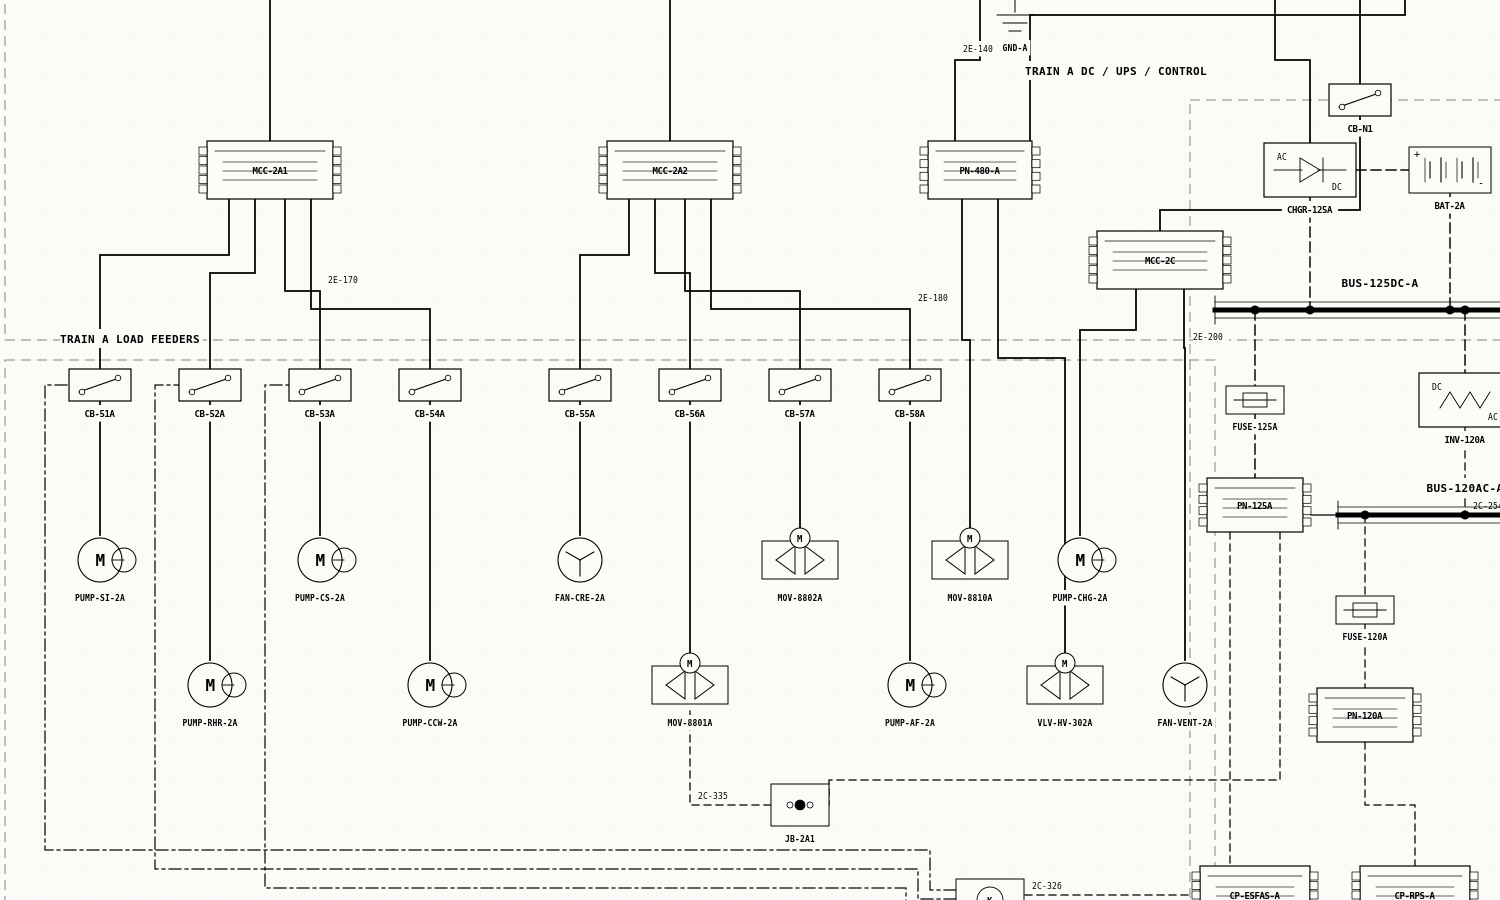 2E-140 GND-A
TRAIN A DC / UPS / CONTROL
CB-N1
AC
DC
CHGR-125A
+
-
BAT-2A
MCC-2A1
MCC-2A2
PN-480-A
MCC-2C
2E-170
2E-180
BUS-125DC-A
2E-200
TRAIN A LOAD FEEDERS
CB-51A
CB-52A
CB-53A
CB-54A
CB-55A
CB-56A
CB-57A
CB-58A
FUSE-125A
DC
AC
INV-120A
BUS-120AC-A
PN-125A
M
PUMP-SI-2A
M
PUMP-CS-2A
FAN-CRE-2A
M
MOV-8802A
M
MOV-8810A
M
PUMP-CHG-2A
FUSE-120A
M
PUMP-RHR-2A
M
PUMP-CCW-2A
M
MOV-8801A
M
PUMP-AF-2A
M
VLV-HV-302A
FAN-VENT-2A
PN-120A
2C-335
JB-2A1
2C-326
CP-ESFAS-A
CP-RPS-A